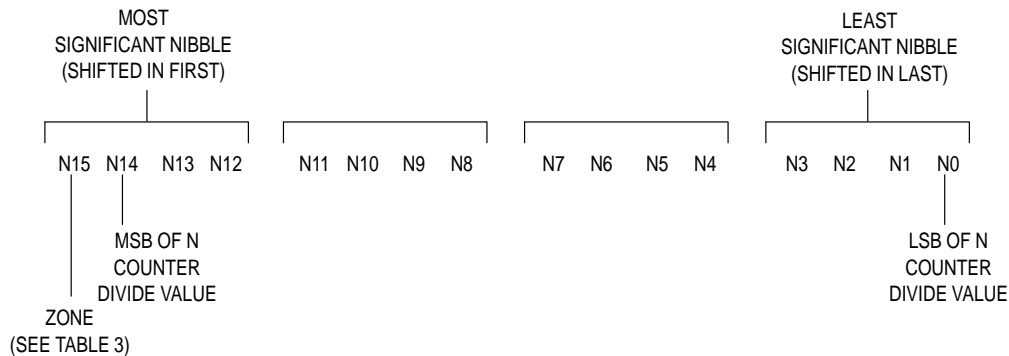 MOST
SIGNIFICANT NIBBLE
(SHIFTED IN FIRST)
LEAST
SIGNIFICANT NIBBLE
(SHIFTED IN LAST)
N15 N14 N13 N12 N11 N10 N9 N8 N7 N6 N5 N4 N3 N2 N1 N0
MSB OF N
COUNTER
DIVIDE VALUE
LSB OF N
COUNTER
DIVIDE VALUE
ZONE
(SEE TABLE 3)